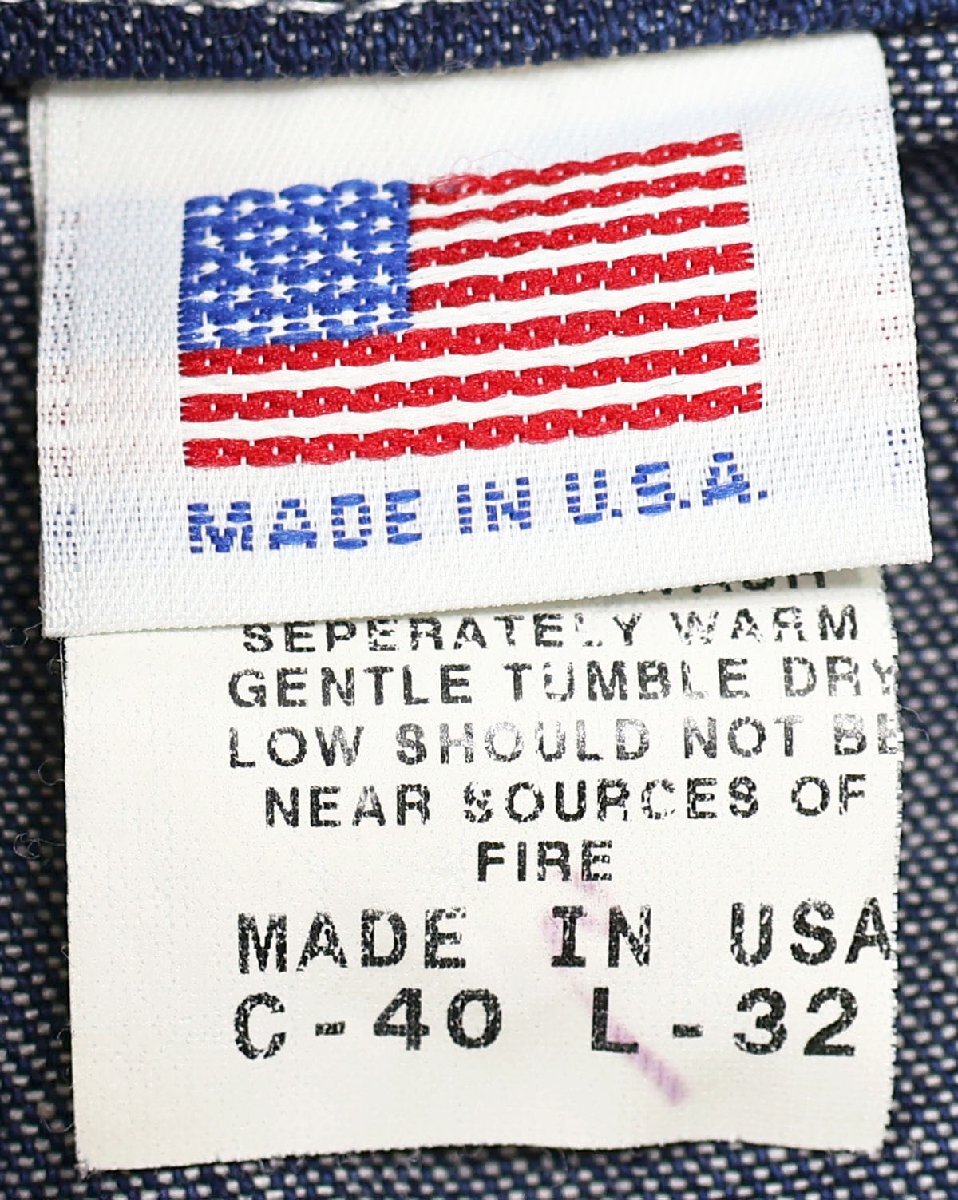 MADE IN U.S.A.
WASH
SEPERATELY WARM
GENTLE TUMBLE DRY
LOW SHOULD NOT BE
NEAR SOURCES OF
FIRE
MADE IN USA
C-40 L-32